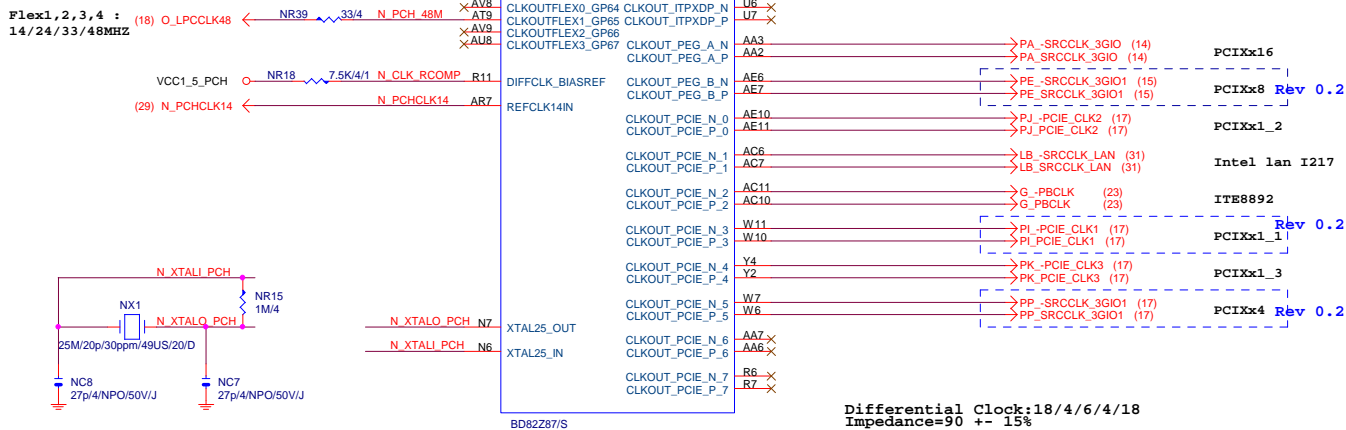 Flex1,2,3,4 :
14/24/33/48MHZ
(18) O_LPCCLK48
NR39
33/4
N_PCH_48M
AV8
AT9
AV9
AU8
CLKOUTFLEX0_GP64
CLKOUTFLEX1_GP65
CLKOUTFLEX2_GP66
CLKOUTFLEX3_GP67
CLKOUT_ITPXDP_N
CLKOUT_ITPXDP_P
U6
U7
VCC1_5_PCH
NR18
7.5K/4/1
N_CLK_RCOMP
R11
DIFFCLK_BIASREF
(29) N_PCHCLK14
N_PCHCLK14
AR7
REFCLK14IN
CLKOUT_PEG_A_N
CLKOUT_PEG_A_P
AA3
AA2
PA_-SRCCLK_3GIO (14)
PA_SRCCLK_3GIO (14)
PCIXx16
CLKOUT_PEG_B_N
CLKOUT_PEG_B_P
AE6
AE7
PE_-SRCCLK_3GIO1 (15)
PE_SRCCLK_3GIO1 (15)
PCIXx8
Rev 0.2
CLKOUT_PCIE_N_0
CLKOUT_PCIE_P_0
AE10
AE11
PJ_-PCIE_CLK2 (17)
PJ_PCIE_CLK2 (17)
PCIXx1_2
CLKOUT_PCIE_N_1
CLKOUT_PCIE_P_1
AC6
AC7
LB_-SRCCLK_LAN (31)
LB_SRCCLK_LAN (31)
Intel lan I217
CLKOUT_PCIE_N_2
CLKOUT_PCIE_P_2
AC11
AC10
G_-PBCLK (23)
G_PBCLK (23)
ITE8892
CLKOUT_PCIE_N_3
CLKOUT_PCIE_P_3
W11
W10
PI_-PCIE_CLK1 (17)
PI_PCIE_CLK1 (17)
PCIXx1_1
Rev 0.2
CLKOUT_PCIE_N_4
CLKOUT_PCIE_P_4
Y4
Y2
PK_-PCIE_CLK3 (17)
PK_PCIE_CLK3 (17)
PCIXx1_3
CLKOUT_PCIE_N_5
CLKOUT_PCIE_P_5
W7
W6
PP_-SRCCLK_3GIO1 (17)
PP_SRCCLK_3GIO1 (17)
PCIXx4
Rev 0.2
CLKOUT_PCIE_N_6
CLKOUT_PCIE_P_6
AA7
AA6
CLKOUT_PCIE_N_7
CLKOUT_PCIE_P_7
R6
R7
N_XTALI_PCH
NR15
1M/4
NX1
N_XTALO_PCH
25M/20p/30ppm/49US/20/D
NC8
27p/4/NPO/50V/J
NC7
27p/4/NPO/50V/J
N_XTALO_PCH
N7
XTAL25_OUT
N_XTALI_PCH
N6
XTAL25_IN
BD82Z87/S
Differential Clock:18/4/6/4/18
Impedance=90 +- 15%